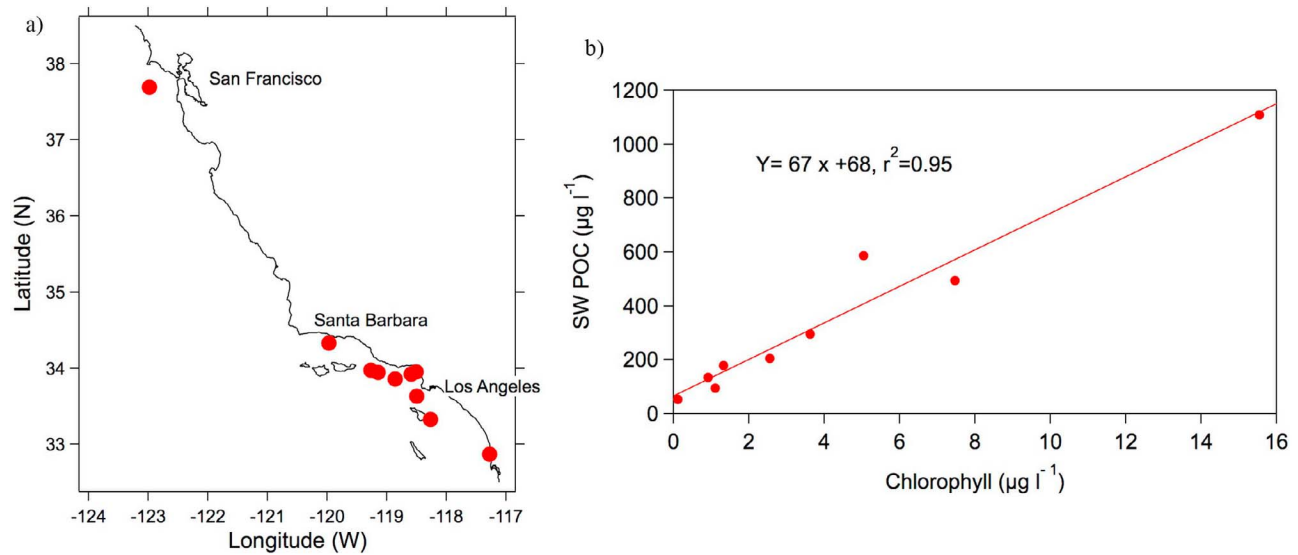 a)
38
37
36
35
34
33
Latitude (N)
San Francisco
Santa Barbara
Los Angeles
-124 -123 -122 -121 -120 -119 -118 -117
Longitude (W)
b)
1200
1000
800
600
400
200
0
SW POC (µg l⁻¹)
Y= 67 x +68, r²=0.95
0 2 4 6 8 10 12 14 16
Chlorophyll (µg l⁻¹)